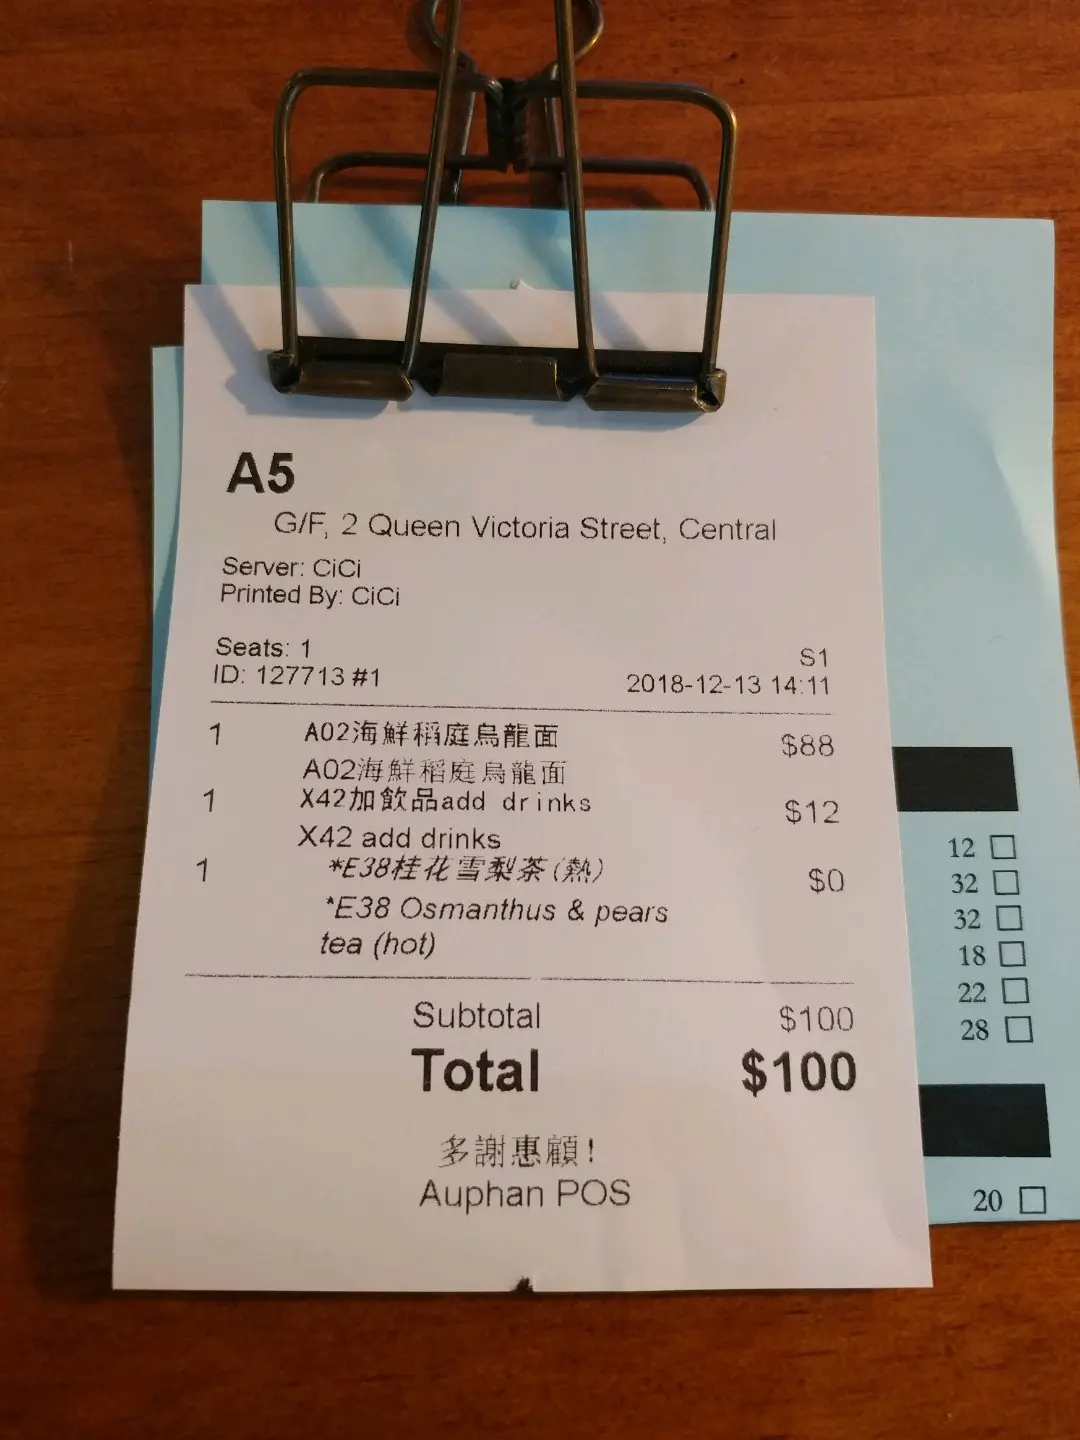 A5
G/F, 2 Queen Victoria Street, Central
Server: CiCi
Printed By: CiCi
Seats: 1 S1
ID: 127713 #1 2018-12-13 14:11
1 A02海鮮稻庭烏龍面 $88
A02海鮮稻庭烏龍面
1 X42加飲品add drinks $12
X42 add drinks
1 *E38桂花雪梨茶(熱) $0
*E38 Osmanthus & pears
tea (hot)
Subtotal $100
Total $100
多謝惠顧!
Auphan POS
12
32
32
18
22
28
20